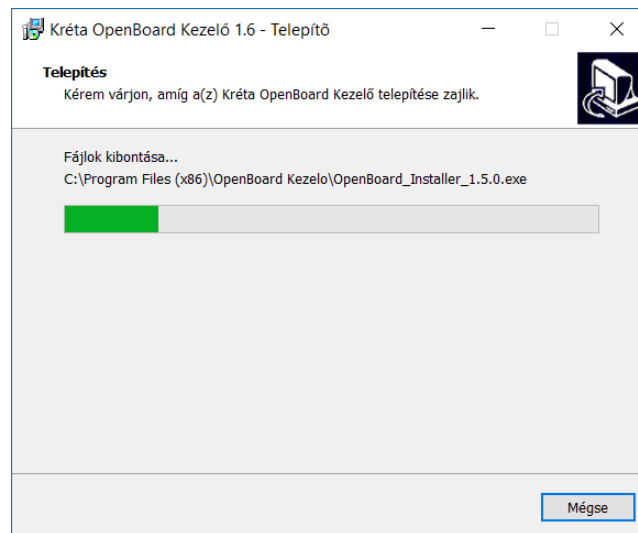 Kréta OpenBoard Kezelő 1.6 - Telepítõ
Telepítés
Kérem várjon, amíg a(z) Kréta OpenBoard Kezelő telepítése zajlik.
Fájlok kibontása...
C:\Program Files (x86)\OpenBoard Kezelo\OpenBoard_Installer_1.5.0.exe
Mégse